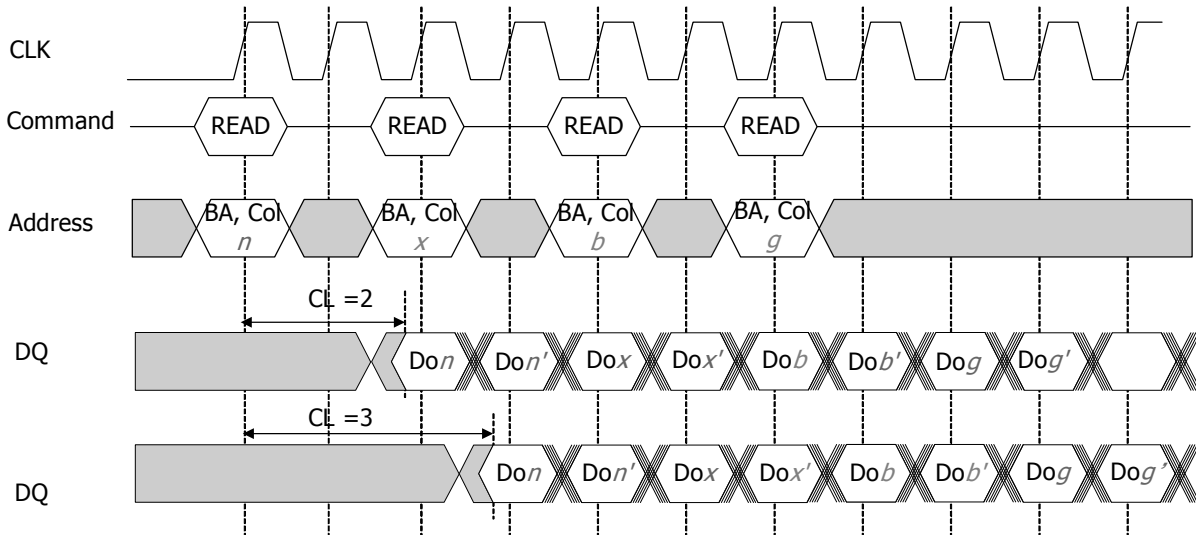 CLK
Command READ READ READ READ
Address BA, Col BA, Col BA, Col BA, Col
n x b g
CL =2
DQ Don Don' Dox Dox' Dob Dob' Dog Dog'
CL =3
DQ Don Don' Dox Dox' Dob Dob' Dog Dog’